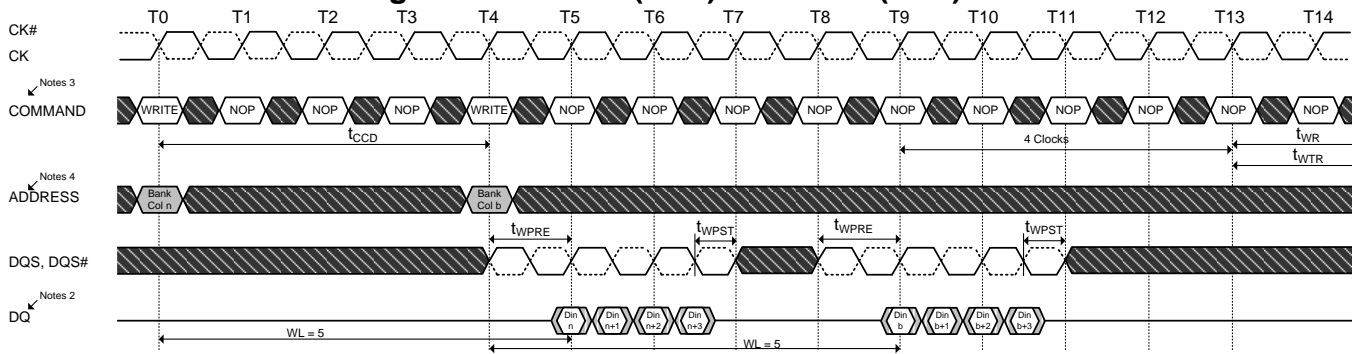 T0 T1 T2 T3 T4 T5 T6 T7 T8 T9 T10 T11 T12 T13 T14
CK#
CK
Notes 3
COMMAND
WRITE NOP NOP NOP WRITE NOP NOP NOP NOP NOP NOP NOP NOP NOP NOP
tCCD
4 Clocks
tWR
tWTR
Notes 4
ADDRESS
Bank Col n
Bank Col b
tWPRE
tWPST
tWPRE
tWPST
DQS, DQS#
Notes 2
DQ
Din n
Din n+1
Din n+2
Din n+3
Din b
Din b+1
Din b+2
Din b+3
WL = 5
WL = 5